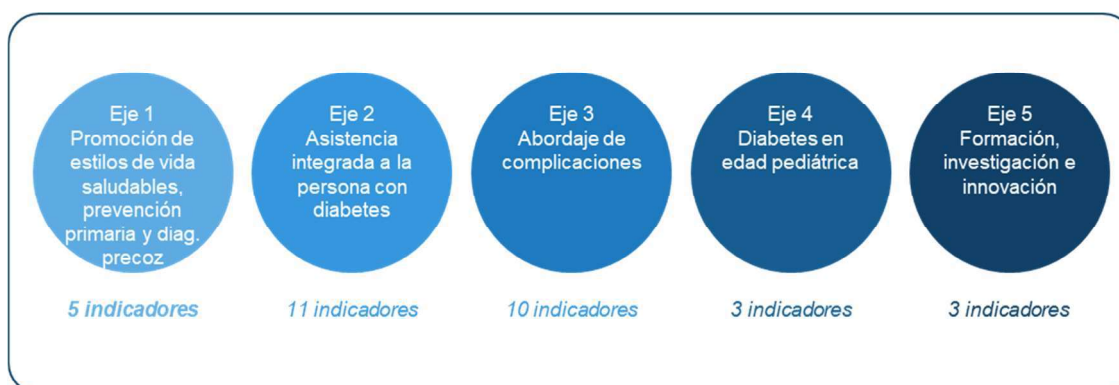 Eje 1
Promoción de
estilos de vida
saludables,
prevención
primaria y diag.
precoz
5 indicadores
Eje 2
Asistencia
integrada a la
persona con
diabetes
11 indicadores
Eje 3
Abordaje de
complicaciones
10 indicadores
Eje 4
Diabetes en
edad pediátrica
3 indicadores
Eje 5
Formación,
investigación e
innovación
3 indicadores